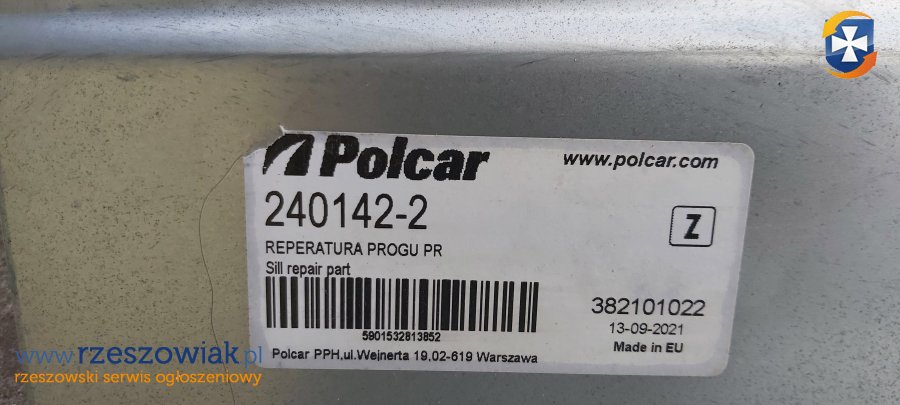 Polcar
www.polcar.com
240142-2
Z
REPERATURA PROGU PR
Sill repair part
5901532813852
382101022
13-09-2021
Made in EU
Polcar PPH,ul.Wejnerta 19,02-619 Warszawa
www.rzeszowiak.pl
rzeszowski serwis ogłoszeniowy